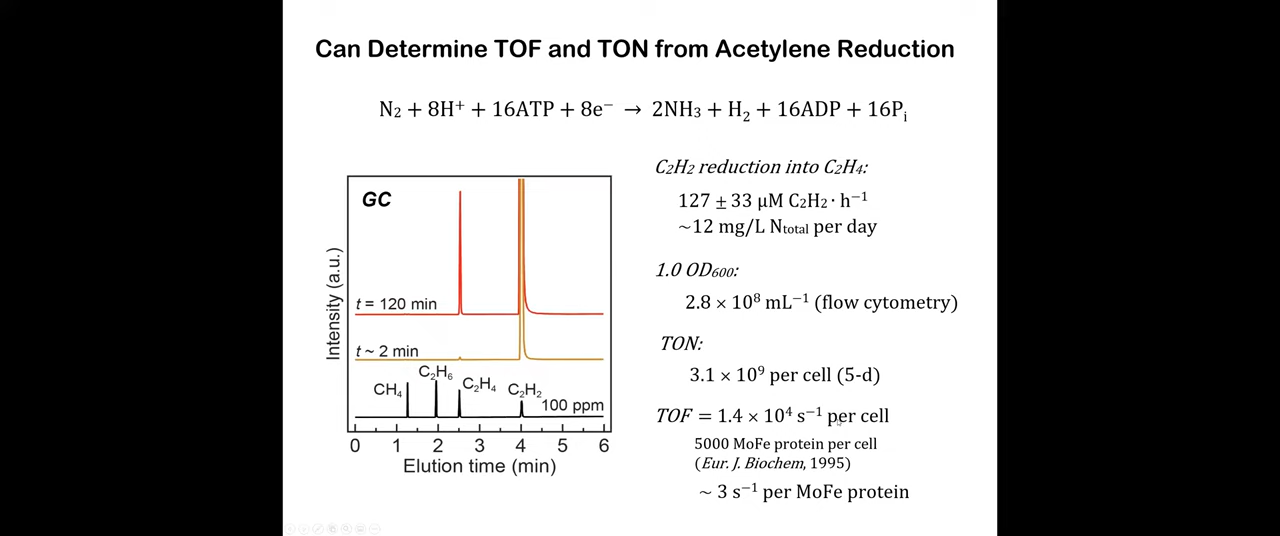 Can Determine TOF and TON from Acetylene Reduction
N₂ + 8H⁺ + 16ATP + 8e⁻ → 2NH₃ + H₂ + 16ADP + 16Pᵢ
GC
Intensity (a.u.)
t = 120 min
t ~ 2 min
CH₄
C₂H₆
C₂H₄
C₂H₂
100 ppm
0 1 2 3 4 5 6
Elution time (min)
C₂H₂ reduction into C₂H₄:
127 ± 33 μM C₂H₂ · h⁻¹
~12 mg/L Ntotal per day
1.0 OD₆₀₀:
2.8 × 10⁸ mL⁻¹ (flow cytometry)
TON:
3.1 × 10⁹ per cell (5-d)
TOF = 1.4 × 10⁴ s⁻¹ per cell
5000 MoFe protein per cell
(Eur. J. Biochem, 1995)
~ 3 s⁻¹ per MoFe protein